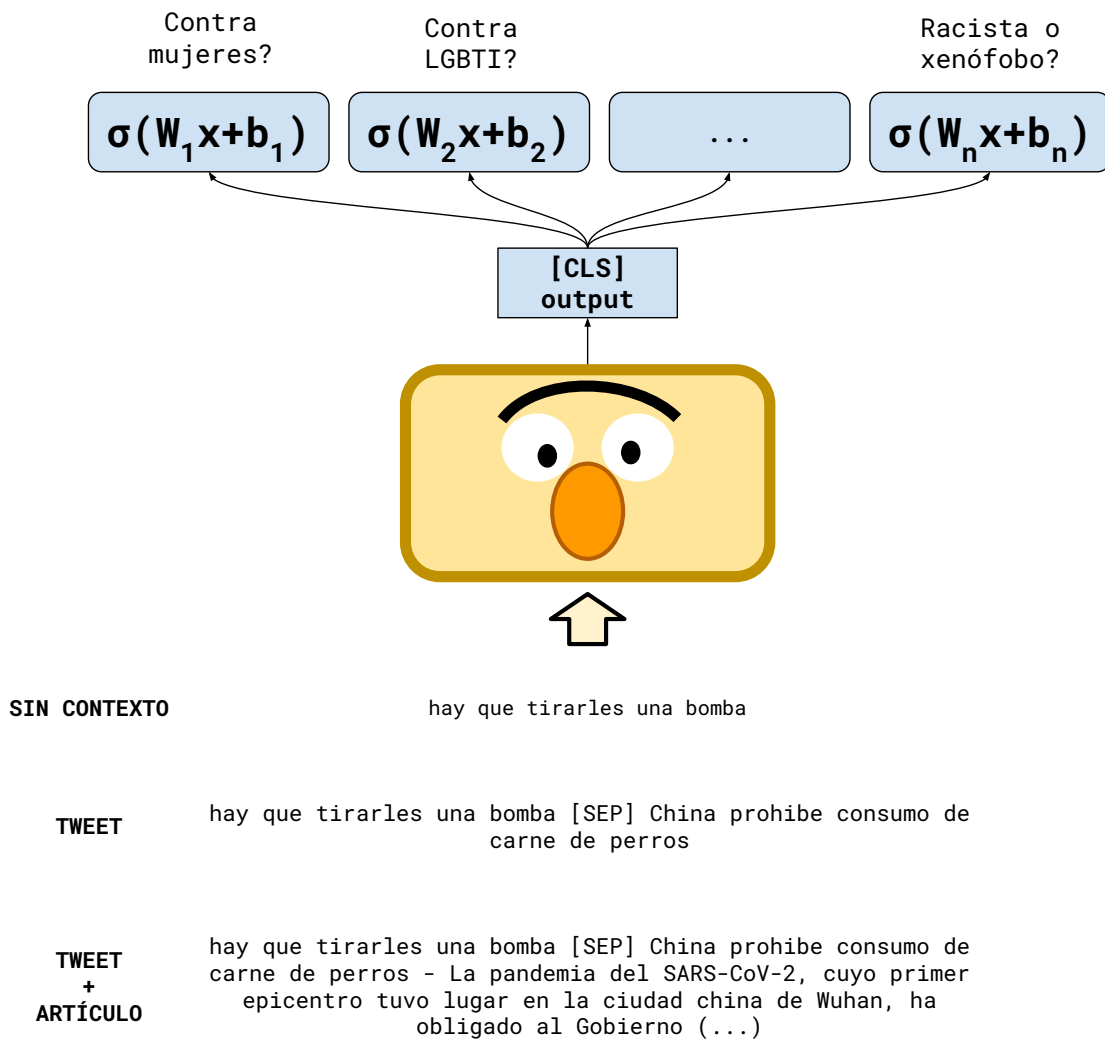 Contra
mujeres?
Contra
LGBTI?
Racista o
xenófobo?
σ(W₁x+b₁)
σ(W₂x+b₂)
...
σ(Wₙx+bₙ)
[CLS]
output
SIN CONTEXTO
hay que tirarles una bomba
TWEET
hay que tirarles una bomba [SEP] China prohibe consumo de
carne de perros
TWEET
+
ARTÍCULO
hay que tirarles una bomba [SEP] China prohibe consumo de
carne de perros - La pandemia del SARS-CoV-2, cuyo primer
epicentro tuvo lugar en la ciudad china de Wuhan, ha
obligado al Gobierno (...)